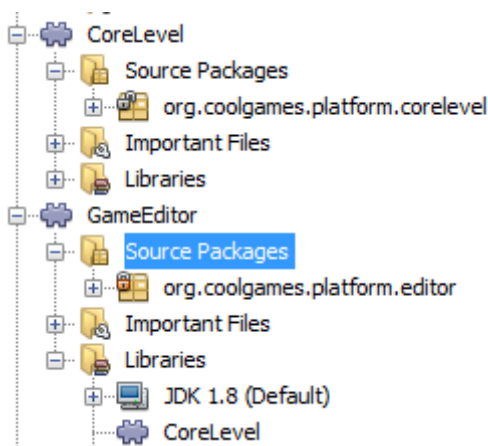 CoreLevel
Source Packages
org.coolgames.platform.corelevel
Important Files
Libraries
GameEditor
Source Packages
org.coolgames.platform.editor
Important Files
Libraries
JDK 1.8 (Default)
CoreLevel